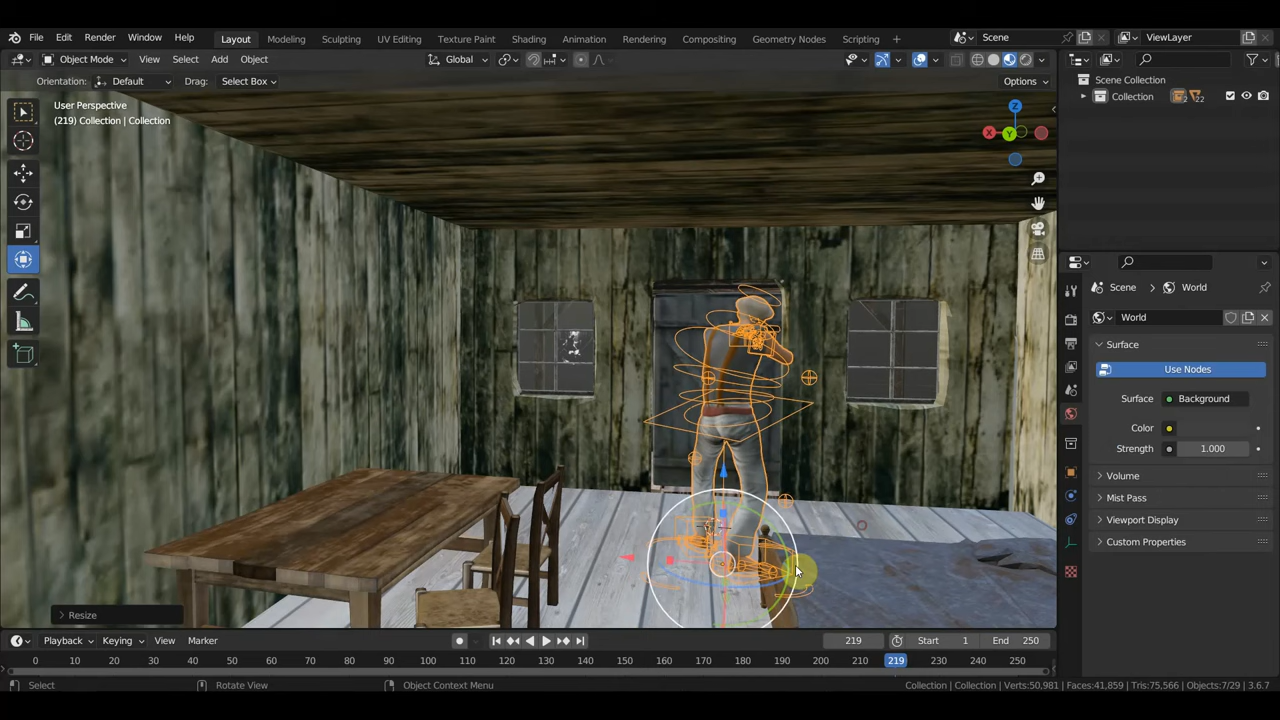 File Edit Render Window Help Layout Modeling Sculpting UV Editing Texture Paint Shading Animation Rendering Compositing Geometry Nodes Scripting + Scene ViewLayer
Object Mode View Select Add Object Global
Orientation: Default Drag: Select Box Options
Scene Collection
Collection 2 22
User Perspective
(219) Collection | Collection
Z
X Y
Scene World
World
Surface
Use Nodes
Surface Background
Color
Strength 1.000
Volume
Mist Pass
Viewport Display
Custom Properties
Resize
Playback Keying View Marker 219 Start 1 End 250
0 10 20 30 40 50 60 70 80 90 100 110 120 130 140 150 160 170 180 190 200 210 219 230 240 250
Select Rotate View Object Context Menu Collection | Collection | Verts:50,981 | Faces:41,859 | Tris:75,566 | Objects:7/29 | 3.6.7